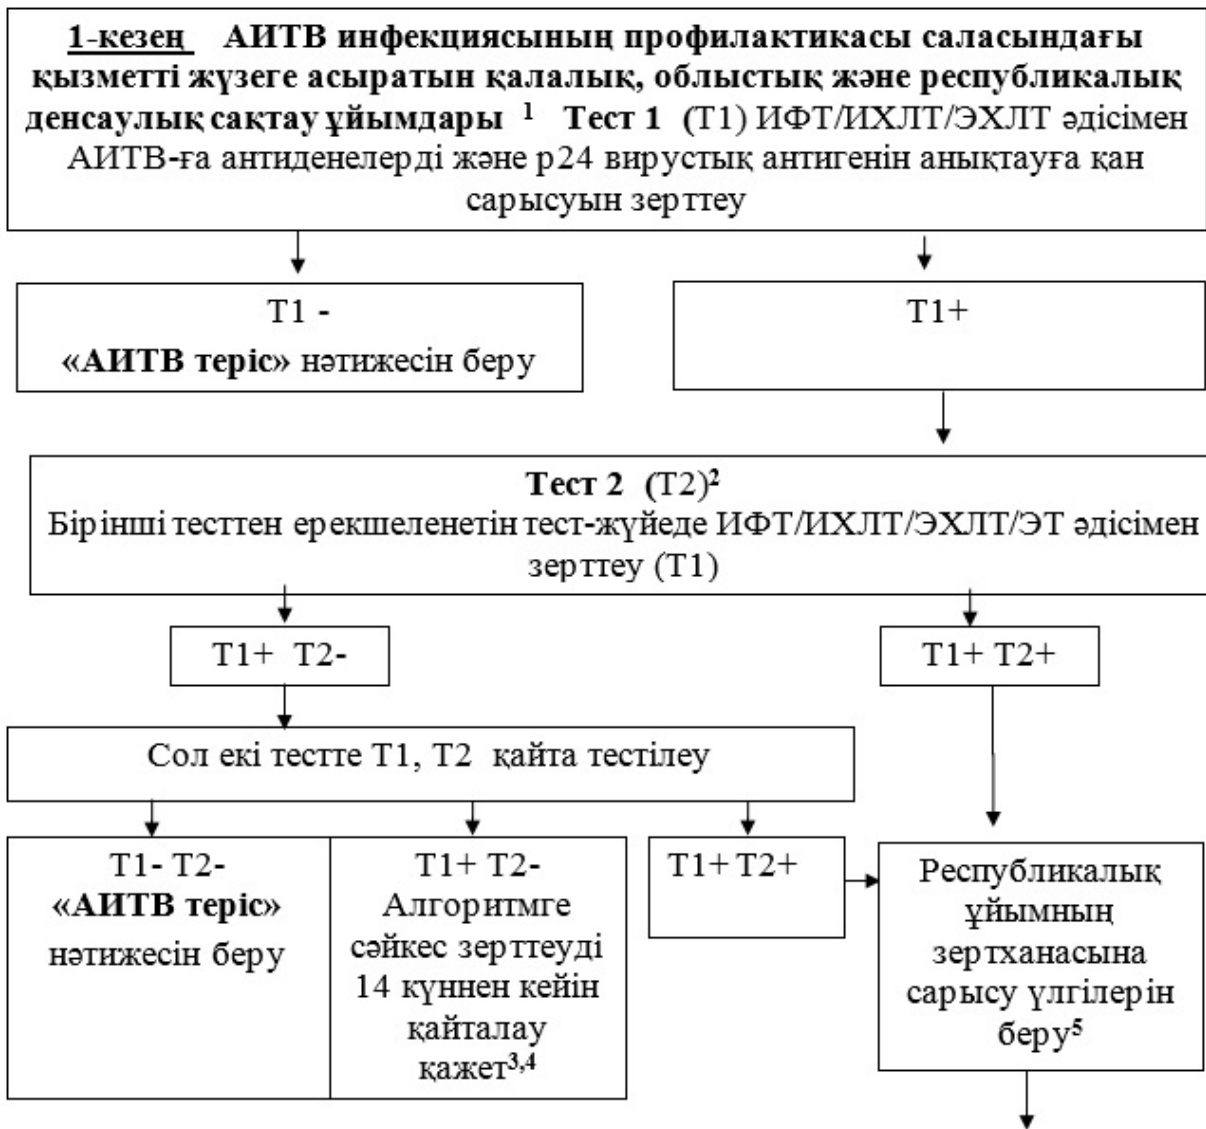 1-кезең АИТВ инфекциясының профилактикасы саласындағы
қызметті жүзеге асыратын қалалық, облыстық және республикалық
денсаулық сақтау ұйымдары ¹ Тест 1 (Т1) ИФТ/ИХЛТ/ЭХЛТ әдісімен
АИТВ-ға антиденелерді және р24 вирустық антигенін анықтауға қан
сарысуын зерттеу
Т1 -
«АИТВ теріс» нәтижесін беру
Т1+
Тест 2 (Т2)²
Бірінші тесттен ерекшеленетін тест-жүйеде ИФТ/ИХЛТ/ЭХЛТ/ЭТ әдісімен
зерттеу (Т1)
Т1+ Т2-
Т1+ Т2+
Сол екі тестте Т1, Т2 қайта тестілеу
Т1- Т2-
«АИТВ теріс»
нәтижесін беру
Т1+ Т2-
Алгоритмге
сәйкес зерттеуді
14 күннен кейін
қайталау
қажет³,⁴
Т1+ Т2+
Республикалық
ұйымның
зертханасына
сарысу үлгілерін
беру⁵